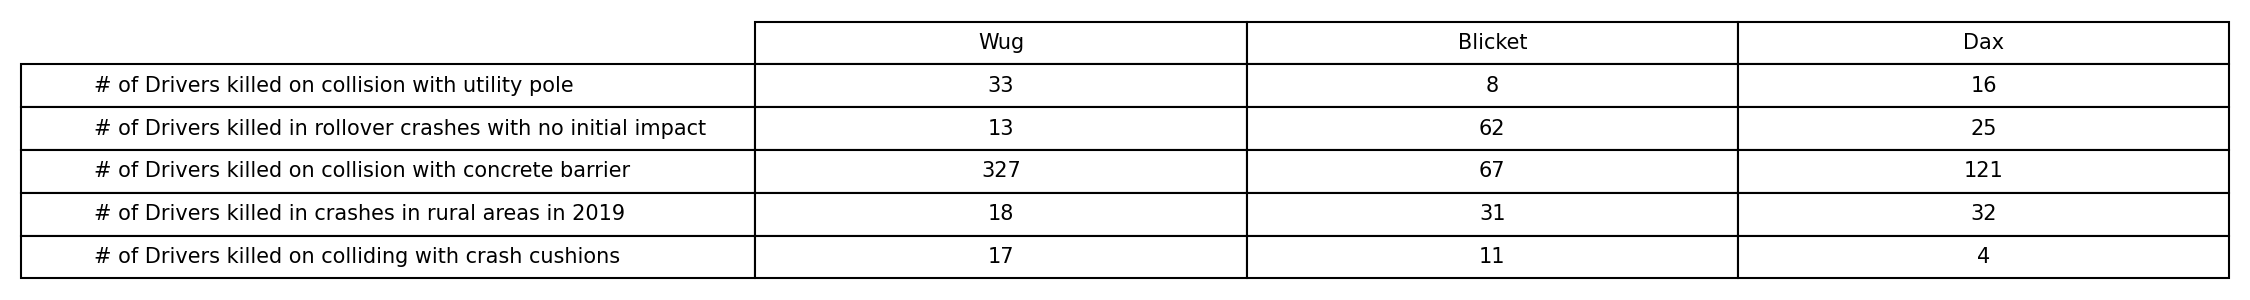 Wug Blicket Dax
# of Drivers killed on collision with utility pole 33 8 16
# of Drivers killed in rollover crashes with no initial impact 13 62 25
# of Drivers killed on collision with concrete barrier 327 67 121
# of Drivers killed in crashes in rural areas in 2019 18 31 32
# of Drivers killed on colliding with crash cushions 17 11 4